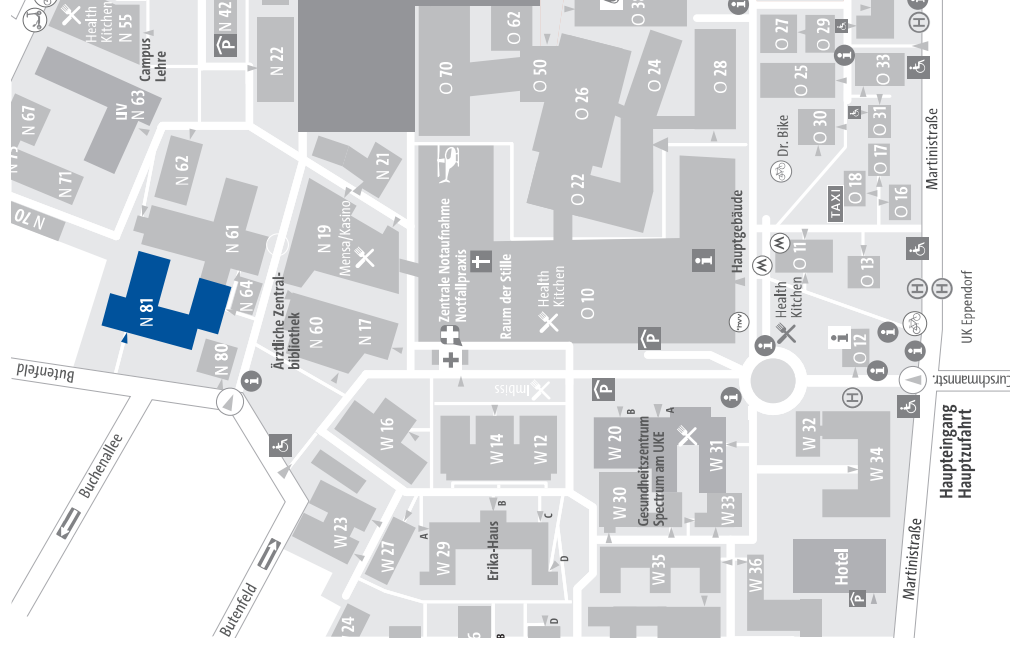 Health
Kitchen
N 55
Campus
Lehre
P
N 42
N 22
UV
N 63
N 67
N 71
N 70
N 62
N 61
N 64
N 81
N 80
Butenfeld
Ärztliche Zentral-
bibliothek
N 21
N 19
Mensa/Kasino
N 60
N 17
O 62
O 70
O 50
O 26
O 24
O 28
O 22
Zentrale Notaufnahme
Notfallpraxis
Raum der Stille
Health
Kitchen
O 10
Hauptgebäude
O 27
O 29
O 25
O 33
O 30
O 31
O 17
O 18
O 16
Dr. Bike
TAXI
O 11
O 13
Health
Kitchen
O 12
H
H
H
H
Martinistraße
UK Eppendorf
Curschmannstr.
Haupteingang
Hauptzufahrt
P
P
Imbiss
W 16
W 14
W 12
W 20
B
A
Gesundheitszentrum
Spectrum am UKE
W 31
W 30
W 33
W 32
W 34
W 23
W 27
A
W 29
Erika-Haus
B
C
D
W 35
W 36
Hotel
P
Martinistraße
Buchenallee
Butenfeld
24
B
D